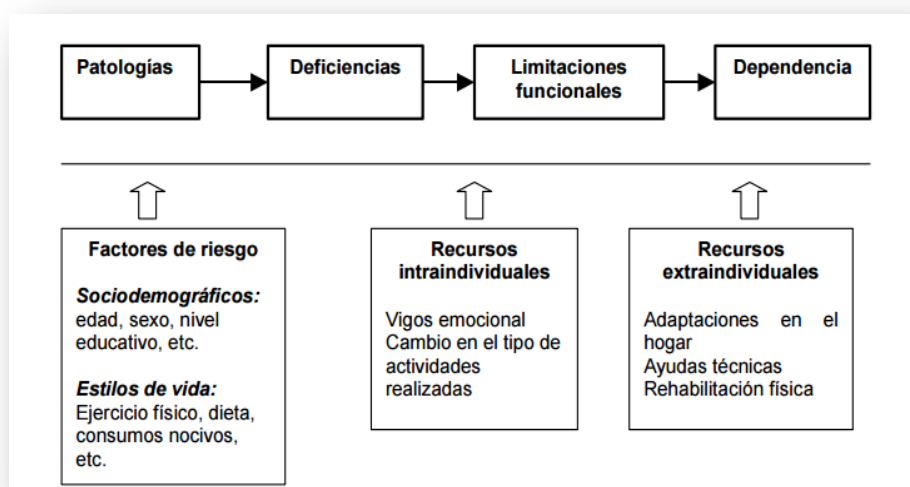 Patologías
Deficiencias
Limitaciones
funcionales
Dependencia
Factores de riesgo
Sociodemográficos:
edad, sexo, nivel
educativo, etc.
Estilos de vida:
Ejercicio físico, dieta,
consumos nocivos,
etc.
Recursos
intraindividuales
Vigos emocional
Cambio en el tipo de
actividades
realizadas
Recursos
extraindividuales
Adaptaciones en el
hogar
Ayudas técnicas
Rehabilitación física